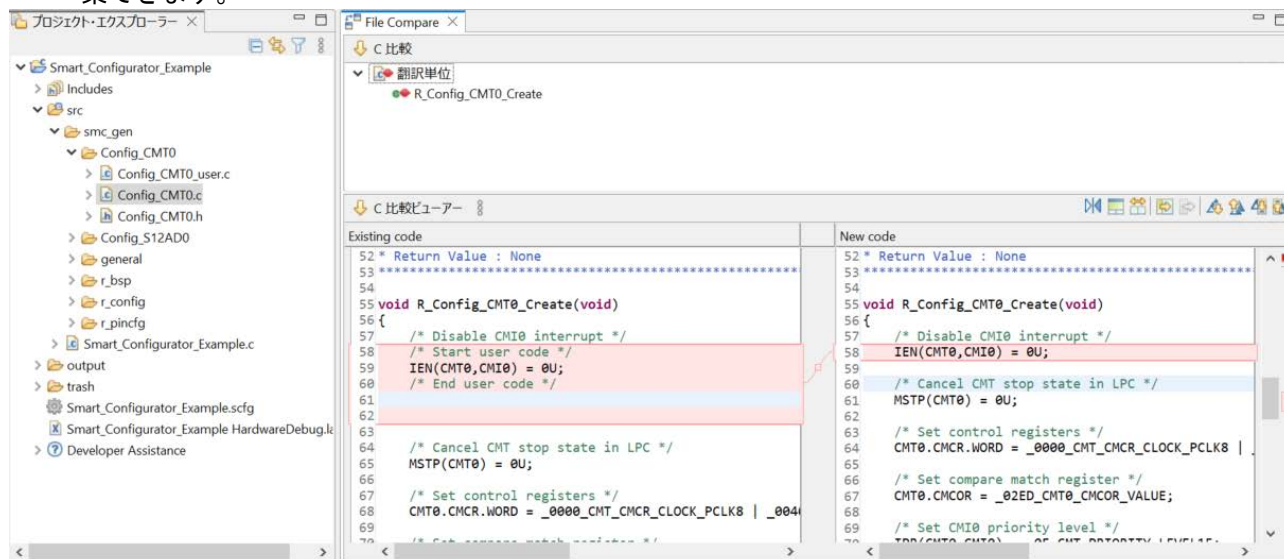 プロジェクト・エクスプローラー
Smart_Configurator_Example
Includes
src
smc_gen
Config_CMT0
Config_CMT0_user.c
Config_CMT0.c
Config_CMT0.h
Config_S12AD0
general
r_bsp
r_config
r_pincfg
Smart_Configurator_Example.c
output
trash
Smart_Configurator_Example.scfg
Smart_Configurator_Example HardwareDebug.la
Developer Assistance
File Compare
C 比較
翻訳単位
R_Config_CMT0_Create
C 比較ビューアー
Existing code
52 * Return Value : None
53 ******************************************************
54
55 void R_Config_CMT0_Create(void)
56 {
57 /* Disable CMI0 interrupt */
58 /* Start user code */
59 IEN(CMT0,CMI0) = 0U;
60 /* End user code */
61
62
63
64 /* Cancel CMT stop state in LPC */
65 MSTP(CMT0) = 0U;
66
67 /* Set control registers */
68 CMT0.CMCR.WORD = _0000_CMT_CMCR_CLOCK_PCLK8 | _004
69
New code
52 * Return Value : None
53 **************************************************
54
55 void R_Config_CMT0_Create(void)
56 {
57 /* Disable CMI0 interrupt */
58 IEN(CMT0,CMI0) = 0U;
59
60 /* Cancel CMT stop state in LPC */
61 MSTP(CMT0) = 0U;
62
63 /* Set control registers */
64 CMT0.CMCR.WORD = _0000_CMT_CMCR_CLOCK_PCLK8 |
65
66 /* Set compare match register */
67 CMT0.CMCOR = _02ED_CMT0_CMCOR_VALUE;
68
69 /* Set CMI0 priority level */